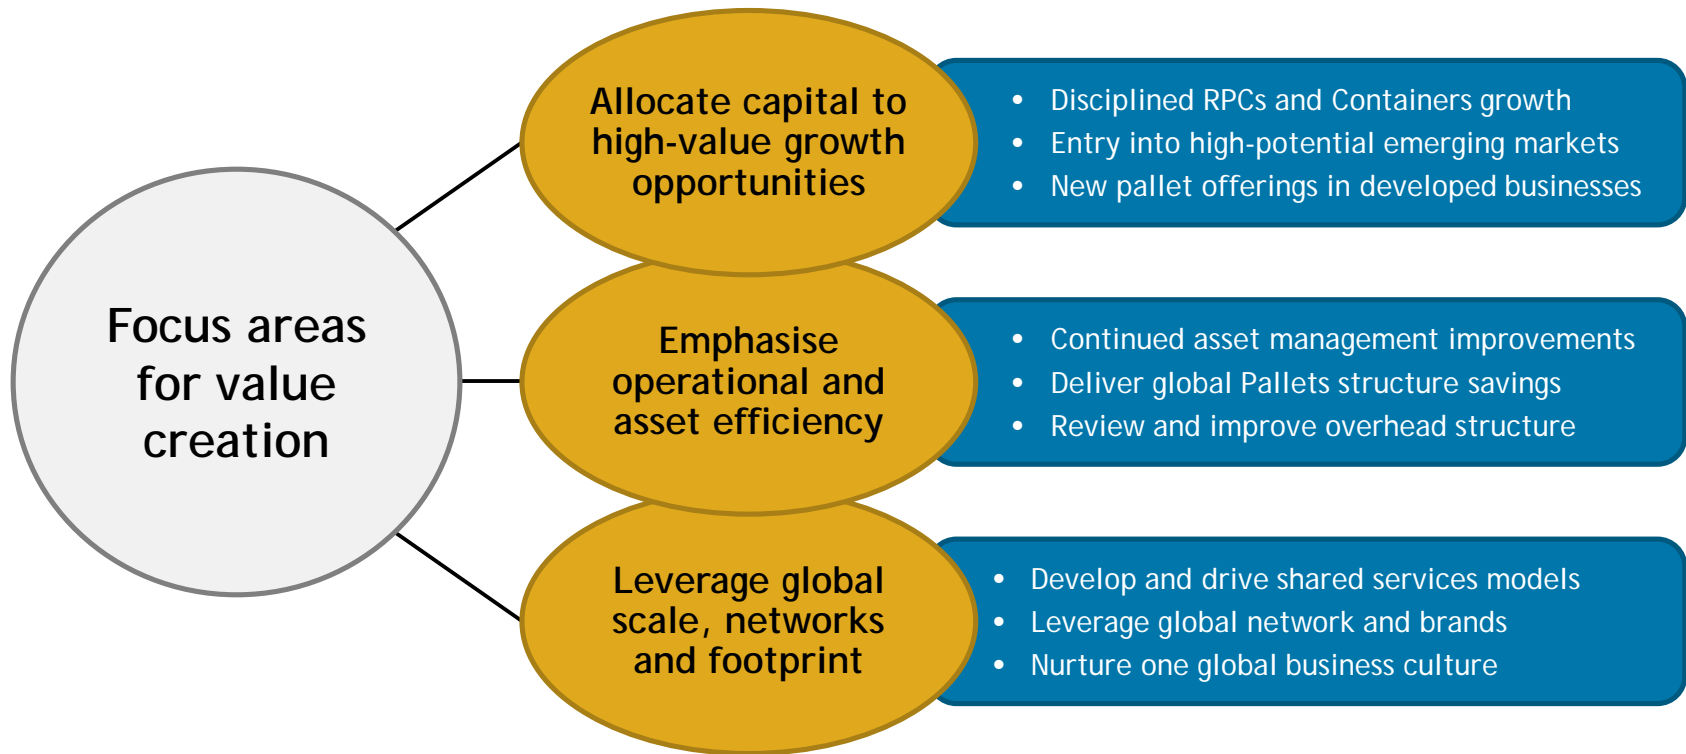 Focus areas
for value
creation
Allocate capital to
high-value growth
opportunities
• Disciplined RPCs and Containers growth
• Entry into high-potential emerging markets
• New pallet offerings in developed businesses
Emphasise
operational and
asset efficiency
• Continued asset management improvements
• Deliver global Pallets structure savings
• Review and improve overhead structure
Leverage global
scale, networks
and footprint
• Develop and drive shared services models
• Leverage global network and brands
• Nurture one global business culture